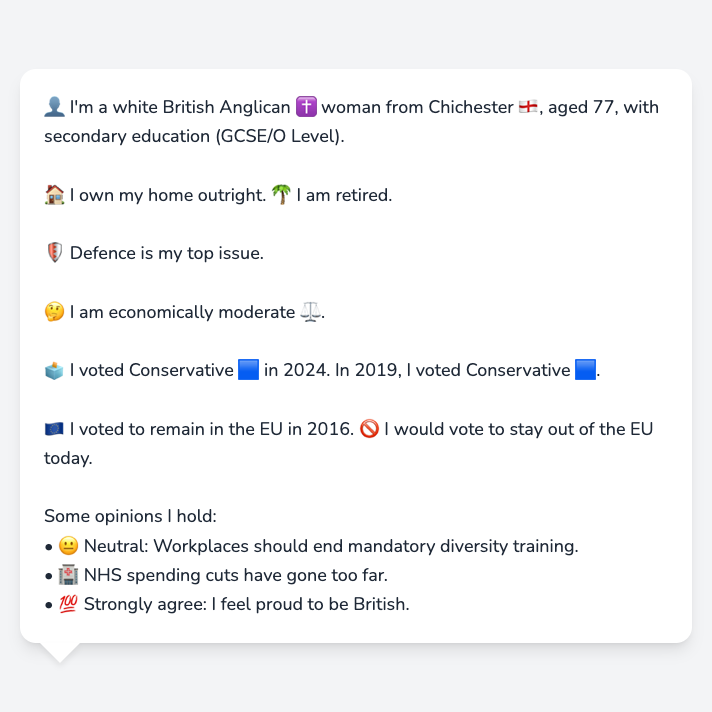 👤 I'm a white British Anglican ✝️ woman from Chichester 🏴󠁧󠁢󠁥󠁮󠁧󠁿, aged 77, with
secondary education (GCSE/O Level).
🏠 I own my home outright. 🌴 I am retired.
🛡️ Defence is my top issue.
🤔 I am economically moderate ⚖️.
🗳️ I voted Conservative 🟦 in 2024. In 2019, I voted Conservative 🟦.
🇪🇺 I voted to remain in the EU in 2016. 🚫 I would vote to stay out of the EU
today.
Some opinions I hold:
• 😐 Neutral: Workplaces should end mandatory diversity training.
• 🏥 NHS spending cuts have gone too far.
• 💯 Strongly agree: I feel proud to be British.